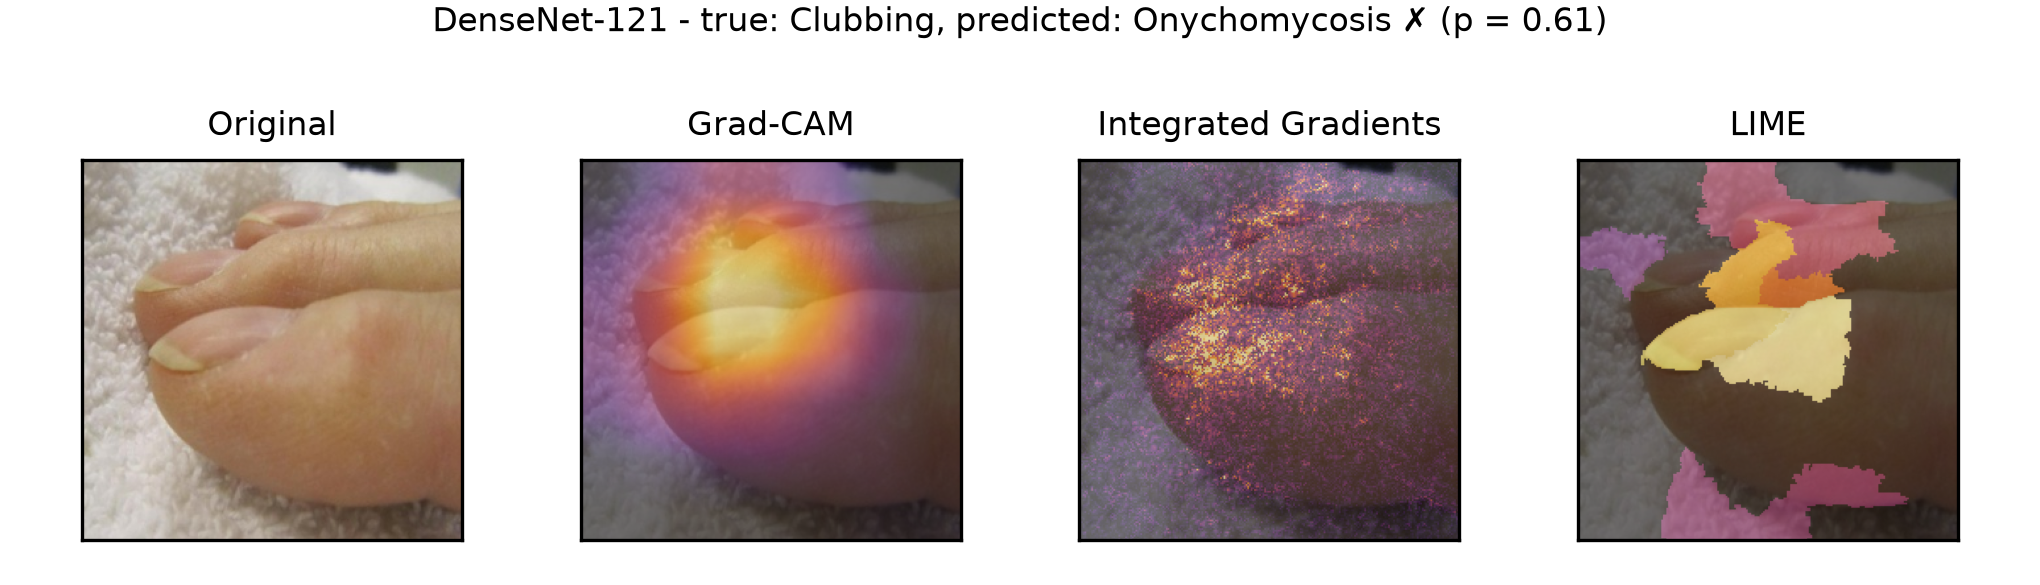 DenseNet-121 - true: Clubbing, predicted: Onychomycosis ✗ (p = 0.61)
Original
Grad-CAM
Integrated Gradients
LIME